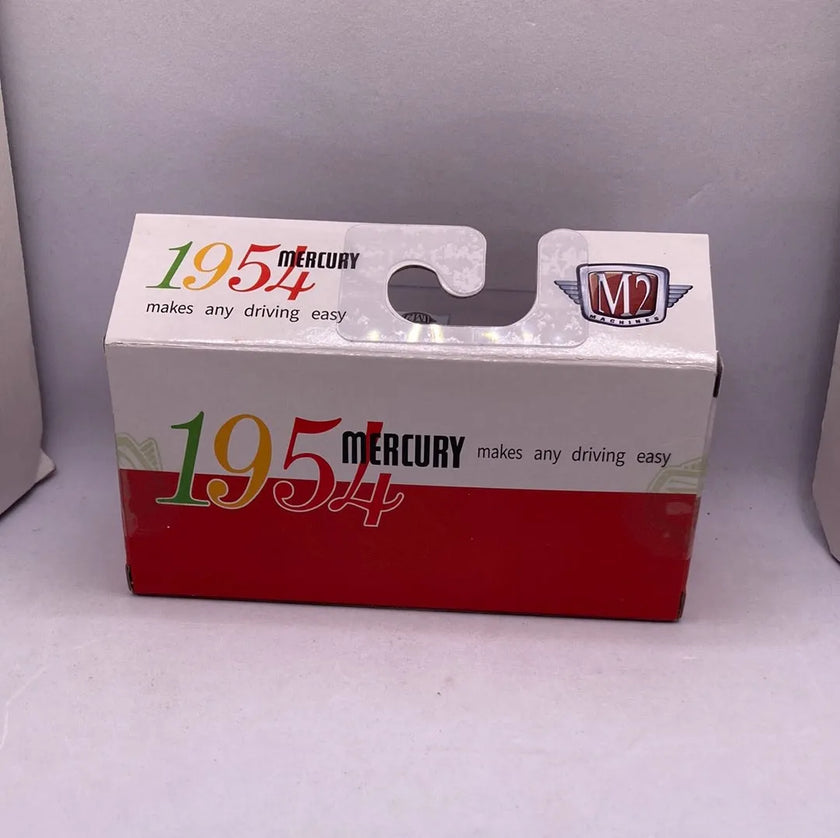 1954 MERCURY
makes any driving easy
M2
MACHINES
1954 MERCURY makes any driving easy